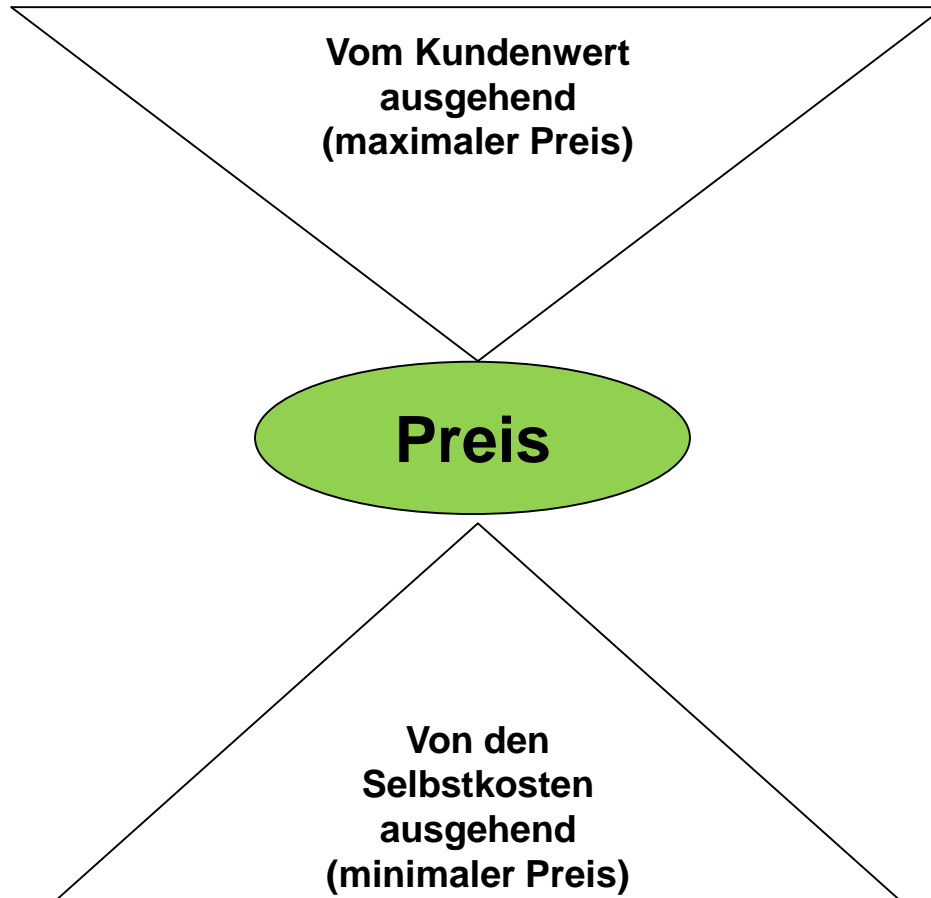 Vom Kundenwert
ausgehend
(maximaler Preis)
Preis
Von den
Selbstkosten
ausgehend
(minimaler Preis)